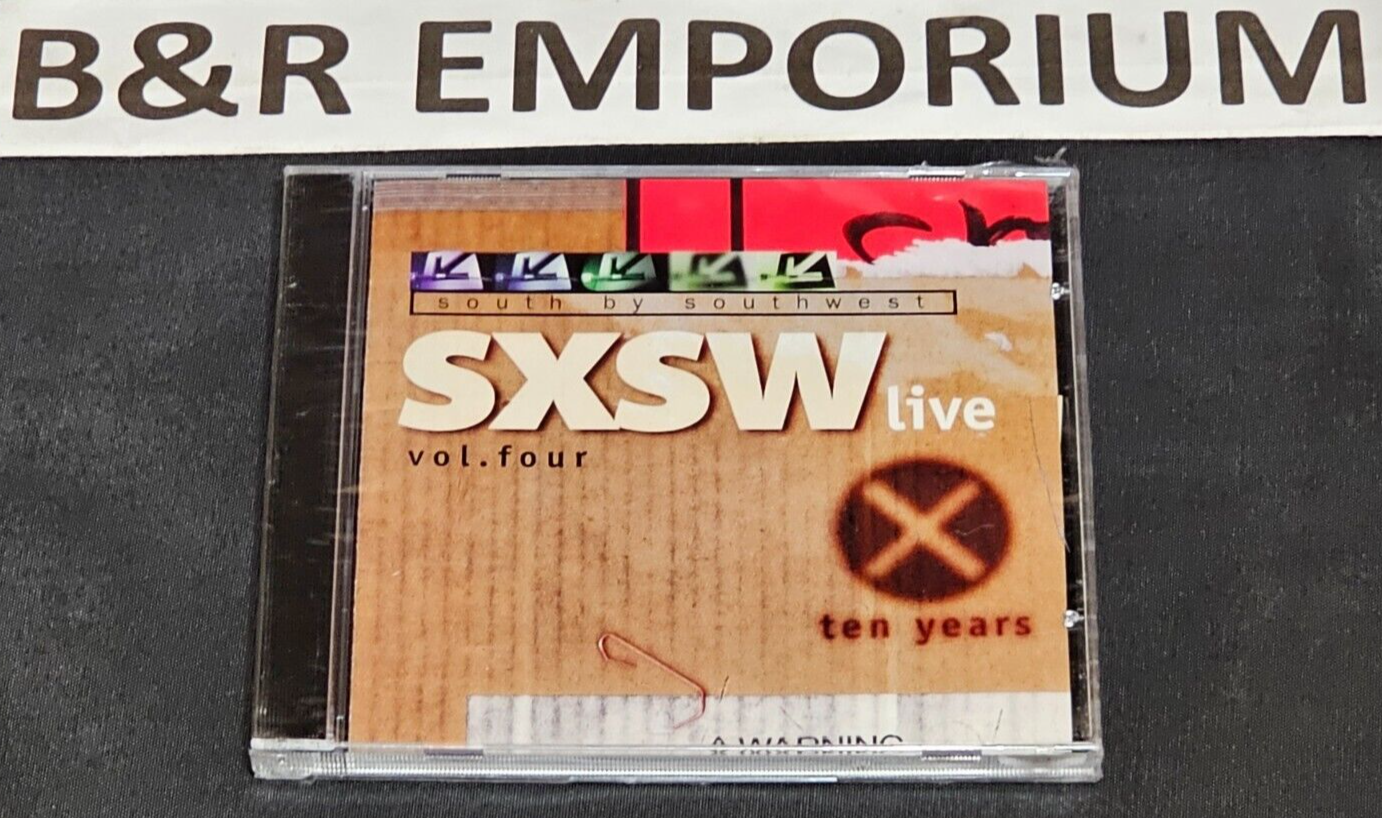 B&R EMPORIUM
south by southwest
SXSW live
vol.four
ten years
WARNING